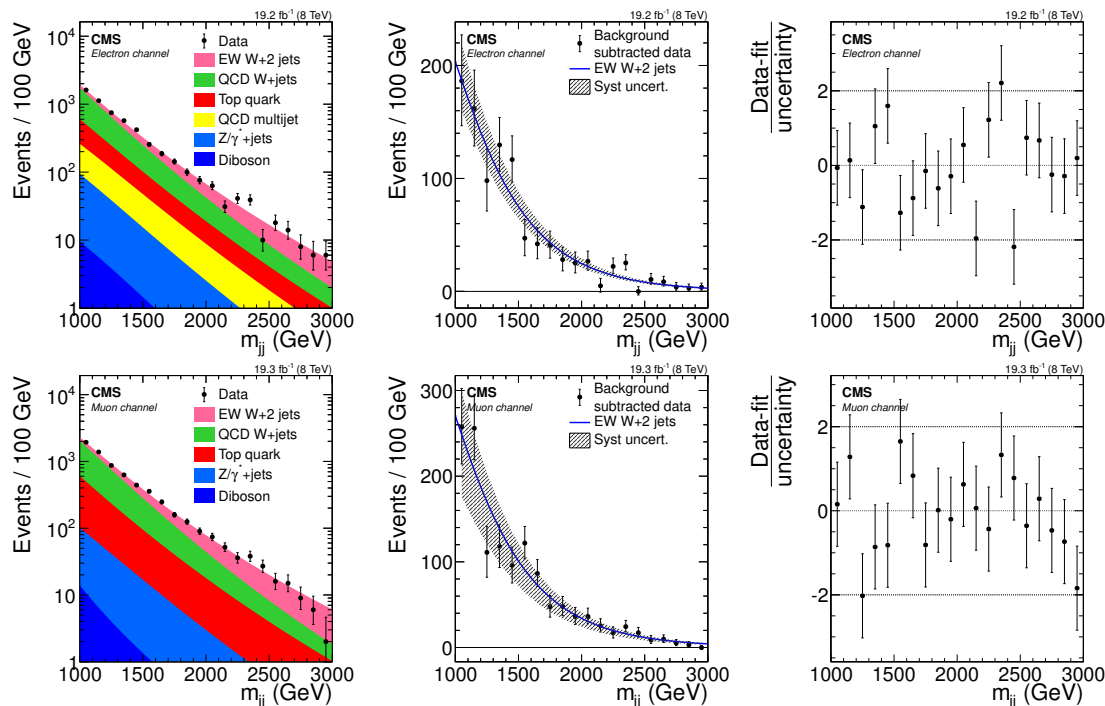 19.2 fb⁻¹ (8 TeV)
CMS
Electron channel
Data
EW W+2 jets
QCD W+jets
Top quark
QCD multijet
Z/γ*+jets
Diboson
Events / 100 GeV
10⁴
10³
10²
10
1
1000 1500 2000 2500 3000
m_jj (GeV)
19.2 fb⁻¹ (8 TeV)
CMS
Electron channel
Background
subtracted data
EW W+2 jets
Syst uncert.
Events / 100 GeV
200
100
0
1000 1500 2000 2500 3000
m_jj (GeV)
19.2 fb⁻¹ (8 TeV)
CMS
Electron channel
Data-fit
uncertainty
2
0
-2
1000 1500 2000 2500 3000
m_jj (GeV)
19.3 fb⁻¹ (8 TeV)
CMS
Muon channel
Data
EW W+2 jets
QCD W+jets
Top quark
Z/γ*+jets
Diboson
Events / 100 GeV
10⁴
10³
10²
10
1
1000 1500 2000 2500 3000
m_jj (GeV)
19.3 fb⁻¹ (8 TeV)
CMS
Muon channel
Background
subtracted data
EW W+2 jets
Syst uncert.
Events / 100 GeV
300
200
100
0
1000 1500 2000 2500 3000
m_jj (GeV)
19.3 fb⁻¹ (8 TeV)
CMS
Muon channel
Data-fit
uncertainty
2
0
-2
1000 1500 2000 2500 3000
m_jj (GeV)